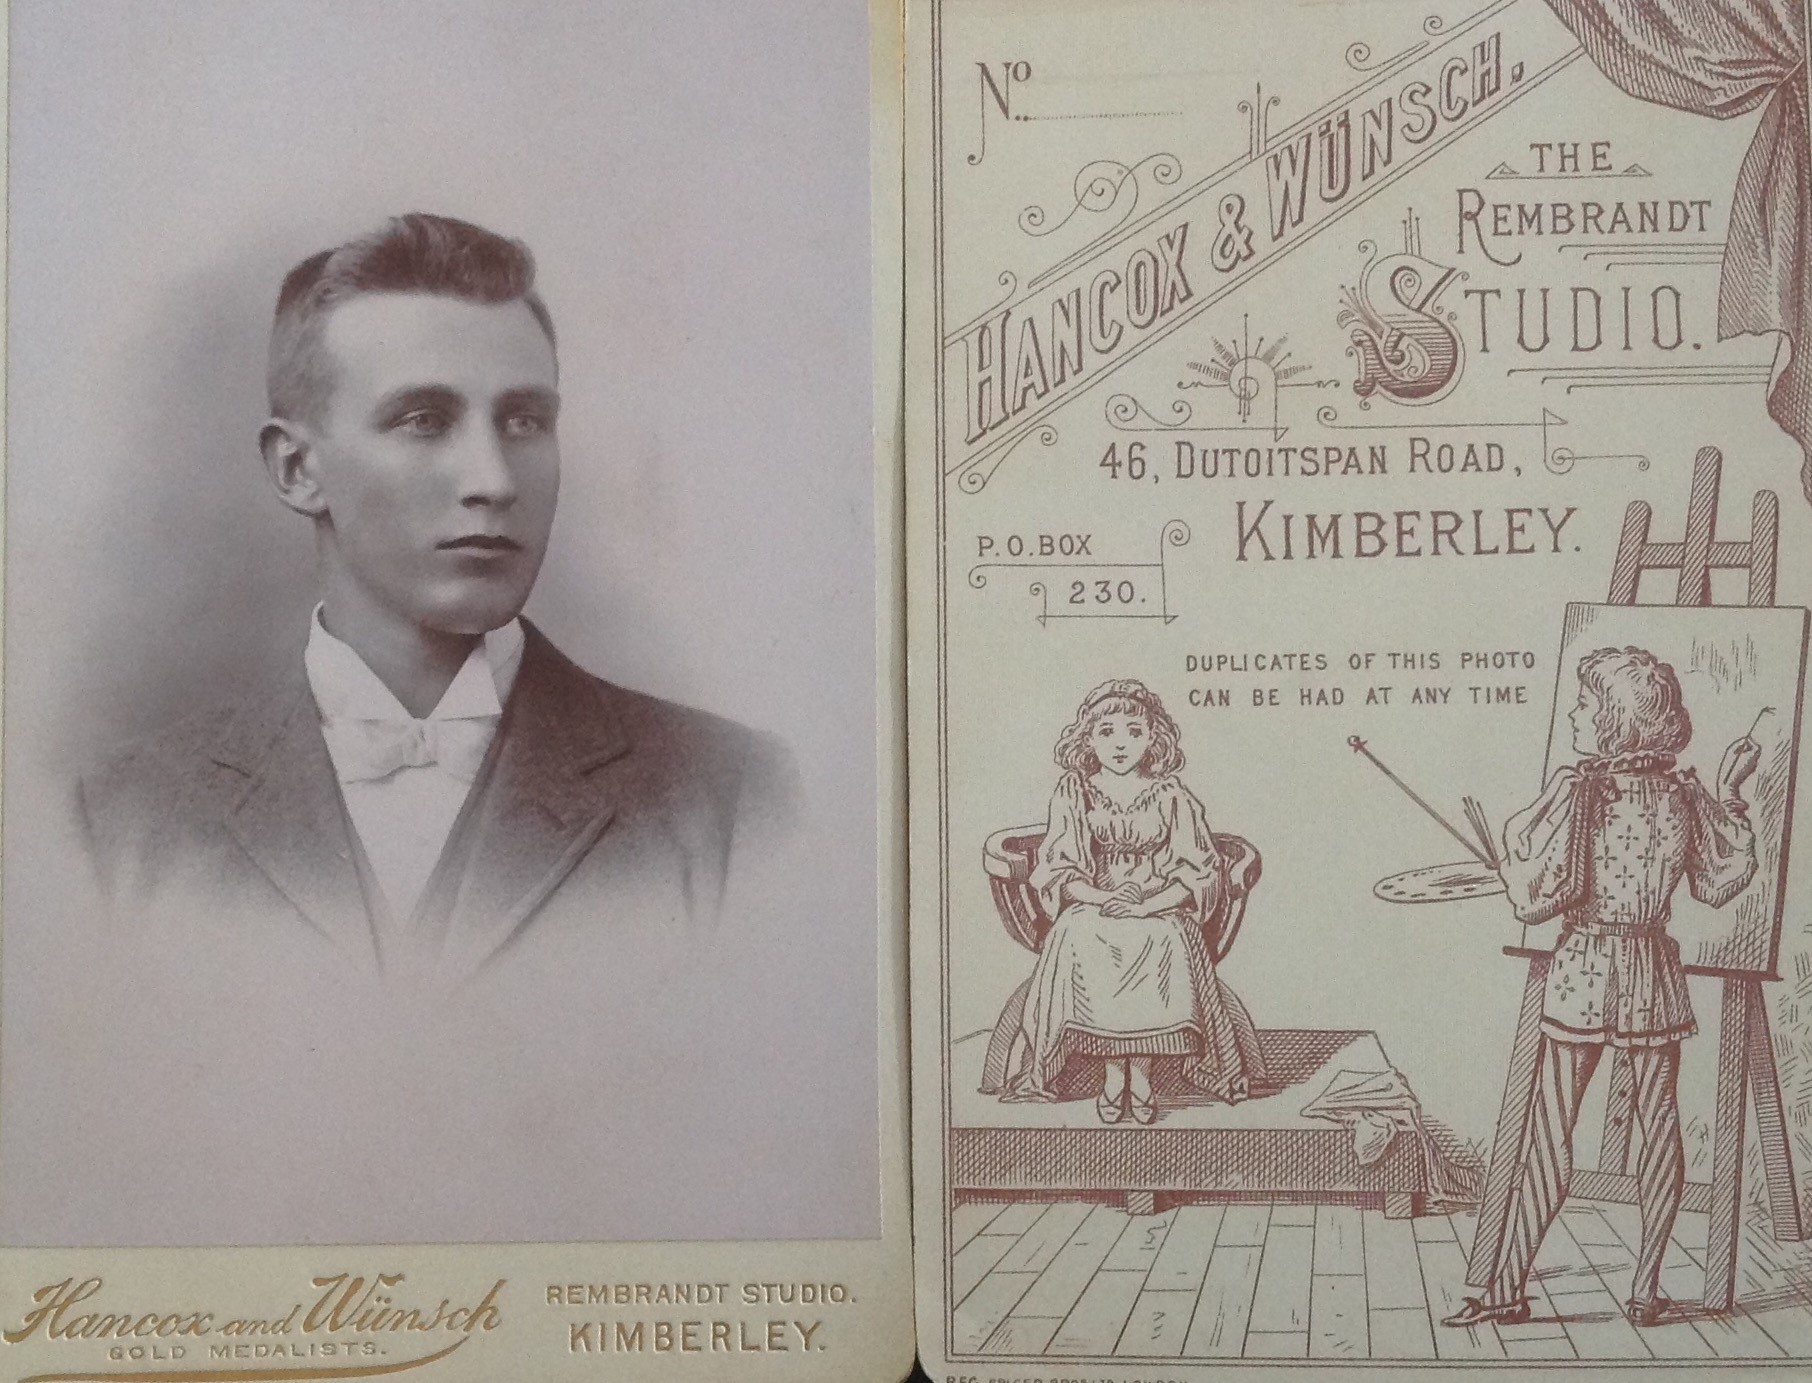 Hancox and Wünsch
GOLD MEDALISTS.
REMBRANDT STUDIO.
KIMBERLEY.
No
HANCOX & WÜNSCH.
THE
REMBRANDT
STUDIO.
46, DUTOITSPAN ROAD,
KIMBERLEY.
P.O. BOX
230.
DUPLICATES OF THIS PHOTO
CAN BE HAD AT ANY TIME